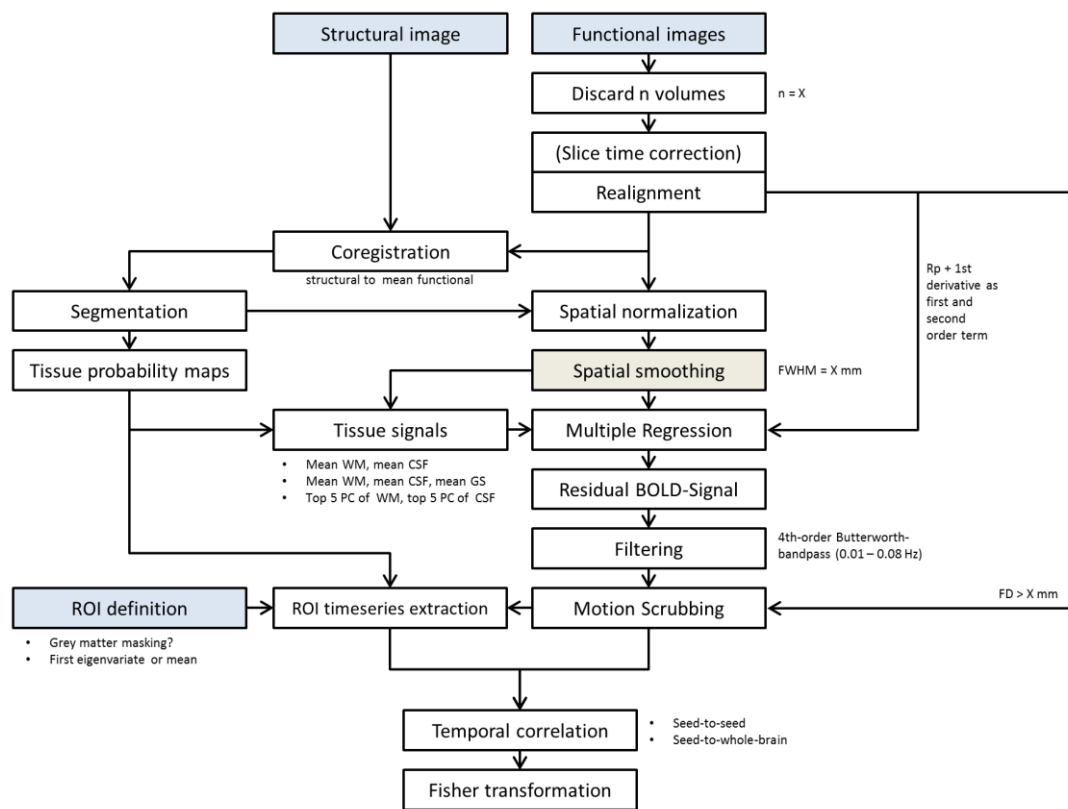 Structural image
Functional images
Discard n volumes
n = X
(Slice time correction)
Realignment
Coregistration
structural to mean functional
Rp + 1st
derivative as
first and
second
order term
Segmentation
Spatial normalization
Tissue probability maps
Spatial smoothing
FWHM = X mm
Tissue signals
Multiple Regression
• Mean WM, mean CSF
• Mean WM, mean CSF, mean GS
• Top 5 PC of WM, top 5 PC of CSF
Residual BOLD-Signal
Filtering
4th-order Butterworth-
bandpass (0.01 – 0.08 Hz)
ROI definition
ROI timeseries extraction
Motion Scrubbing
FD > X mm
• Grey matter masking?
• First eigenvariate or mean
Temporal correlation
• Seed-to-seed
• Seed-to-whole-brain
Fisher transformation